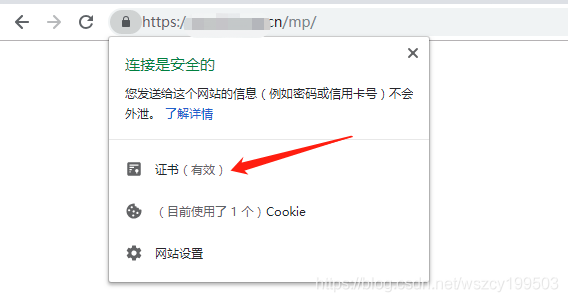 https://
cn/mp/
连接是安全的
您发送给这个网站的信息（例如密码或信用卡号）不会
外泄。 了解详情
证书（有效）
（目前使用了 1 个）Cookie
网站设置
https://blog.csdn.net/wszcy199503